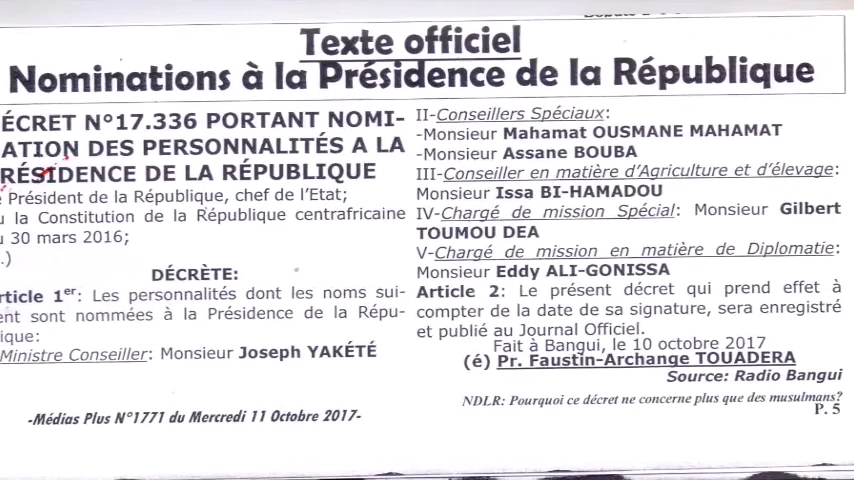 Texte officiel
Nominations à la Présidence de la République
ÉCRET N°17.336 PORTANT NOMI-
ATION DES PERSONNALITÉS A LA
RÉSIDENCE DE LA RÉPUBLIQUE
e Président de la République, chef de l'Etat;
u la Constitution de la République centrafricaine
u 30 mars 2016;
..)
DÉCRÈTE:
rticle 1er: Les personnalités dont les noms sui-
ent sont nommées à la Présidence de la Répu-
ique:
Ministre Conseiller: Monsieur Joseph YAKÉTÉ
-Médias Plus N°1771 du Mercredi 11 Octobre 2017-
II-Conseillers Spéciaux:
-Monsieur Mahamat OUSMANE MAHAMAT
-Monsieur Assane BOUBA
III-Conseiller en matière d'Agriculture et d'élevage:
Monsieur Issa BI-HAMADOU
IV-Chargé de mission Spécial: Monsieur Gilbert
TOUMOU DEA
V-Chargé de mission en matière de Diplomatie:
Monsieur Eddy ALI-GONISSA
Article 2: Le présent décret qui prend effet à
compter de la date de sa signature, sera enregistré
et publié au Journal Officiel.
Fait à Bangui, le 10 octobre 2017
(é) Pr. Faustin-Archange TOUADERA
Source: Radio Bangui
NDLR: Pourquoi ce décret ne concerne plus que des musulmans?
P. 5